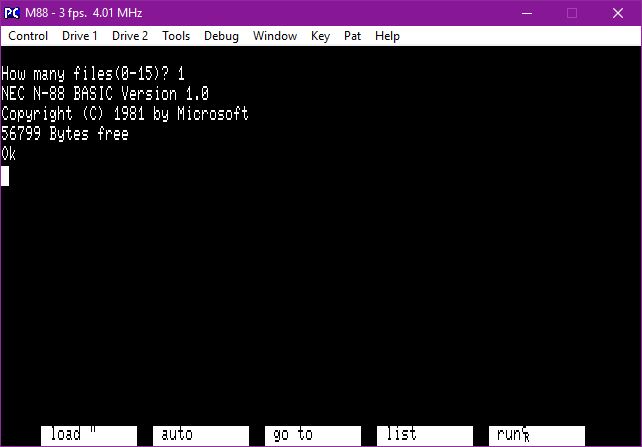 M88 - 3 fps. 4.01 MHz
Control Drive 1 Drive 2 Tools Debug Window Key Pat Help
How many files(0-15)? 1
NEC N-88 BASIC Version 1.0
Copyright (C) 1981 by Microsoft
56799 Bytes free
Ok
load " auto go to list run